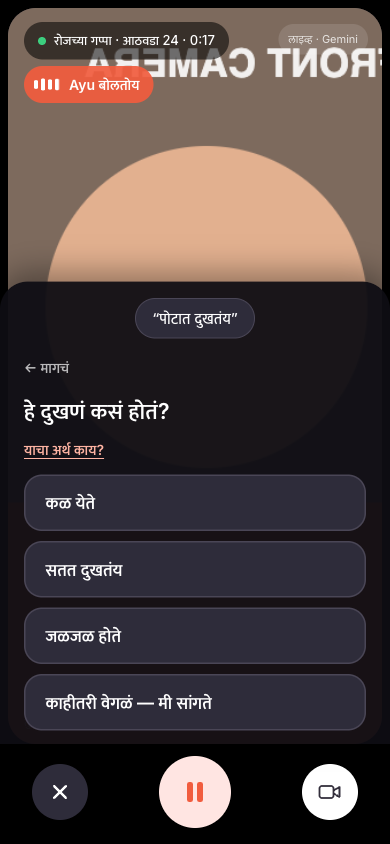 रोजच्या गप्पा · आठवडा 24 · 0:17
लाइव्ह · Gemini
FRONT CAMERA
Ayu बोलतोय
“पोटात दुखतंय”
← मागचं
हे दुखणं कसं होतं?
याचा अर्थ काय?
कळ येते
सतत दुखतंय
जळजळ होते
काहीतरी वेगळं — मी सांगते